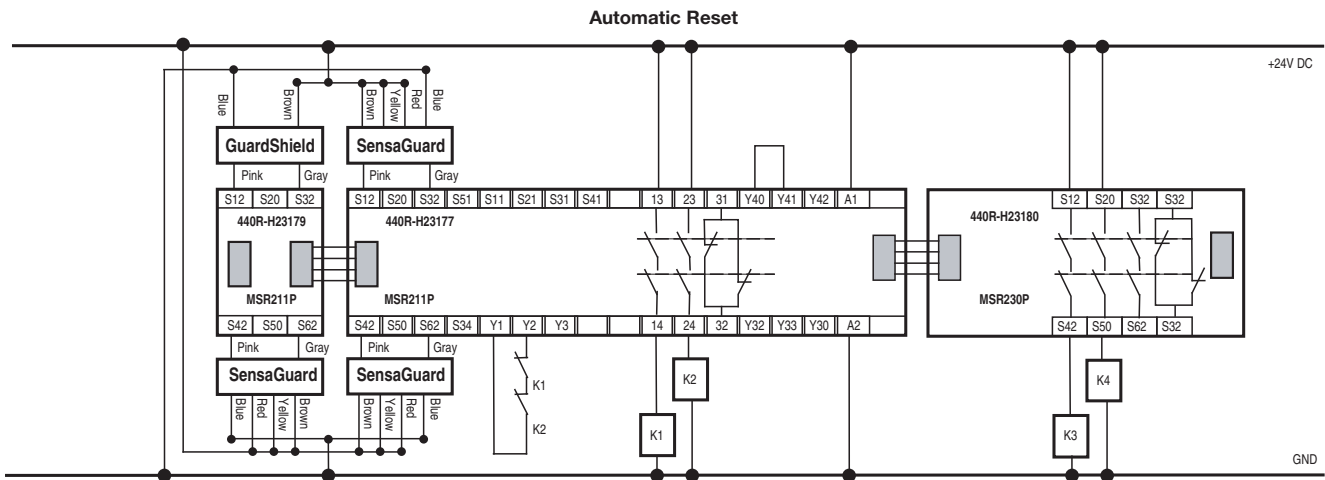 Automatic Reset
+24V DC
Blue
Brown
Brown
Yellow
Red
Blue
GuardShield
SensaGuard
Pink
Gray
Pink
Gray
S12 S20 S32
S12 S20 S32 S51 S11 S21 S31 S41 13 23 31 Y40 Y41 Y42 A1
S12 S20 S32 S32
440R-H23179
440R-H23177
440R-H23180
MSR211P
MSR211P
MSR230P
S42 S50 S62
S42 S50 S62 S34 Y1 Y2 Y3 14 24 32 Y32 Y33 Y30 A2
S42 S50 S62 S32
Pink
Gray
Pink
Gray
SensaGuard
SensaGuard
Blue
Red
Yellow
Brown
Brown
Yellow
Red
Blue
K1
K2
K1
K2
K3
K4
GND